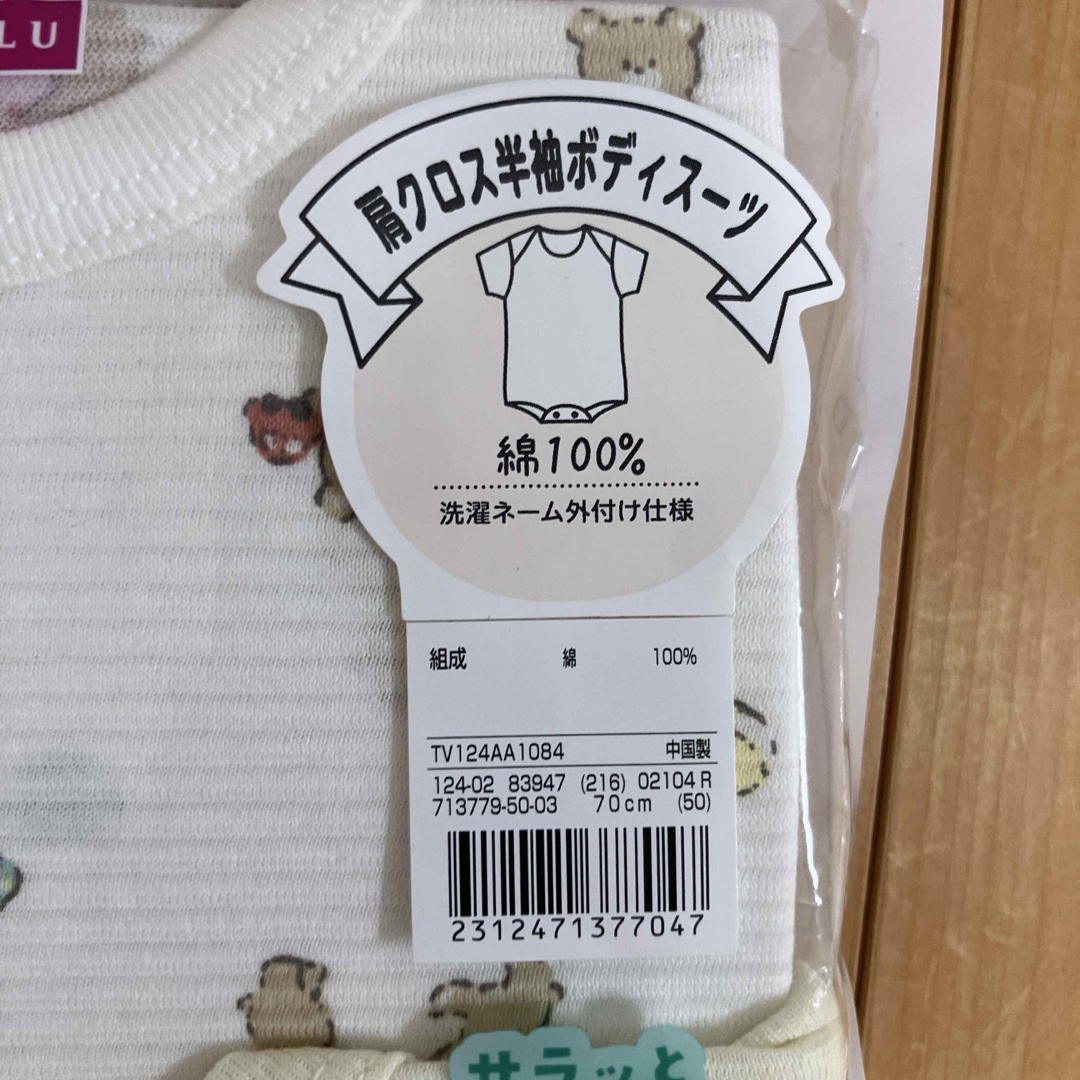 LU
肩クロス半袖ボディスーツ
綿100%
洗濯ネーム外付け仕様
組成 綿 100%
TV124AA1084 中国製
124-02 83947 (216) 02104 R
713779-50-03 70cm (50)
2312471377047
サラッと